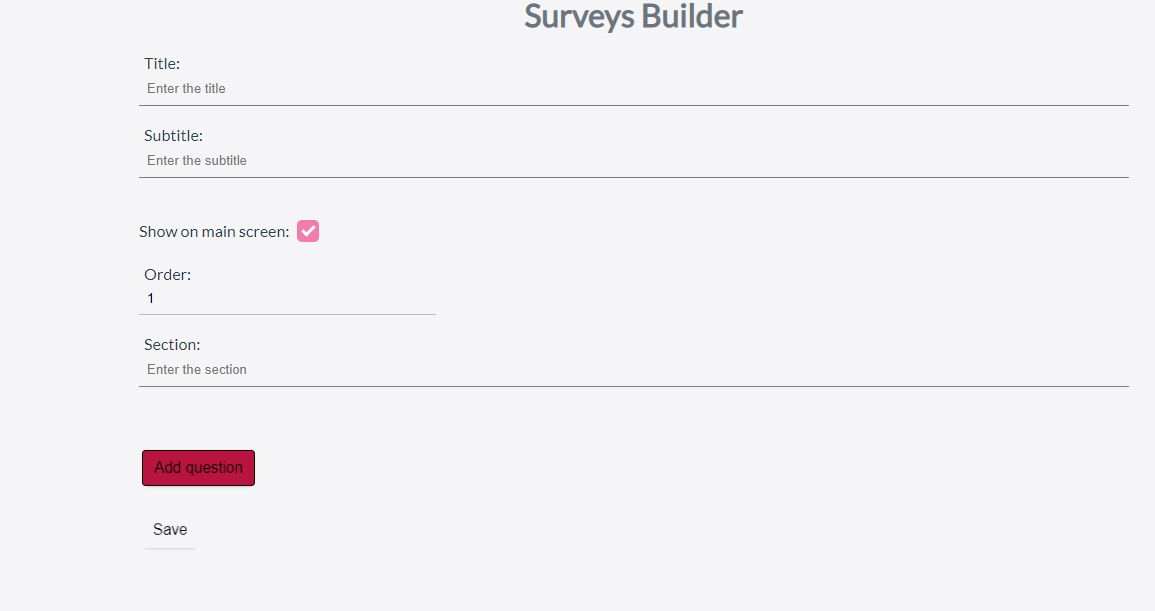 Surveys Builder
Title:
Enter the title
Subtitle:
Enter the subtitle
Show on main screen:
Order:
1
Section:
Enter the section
Add question
Save